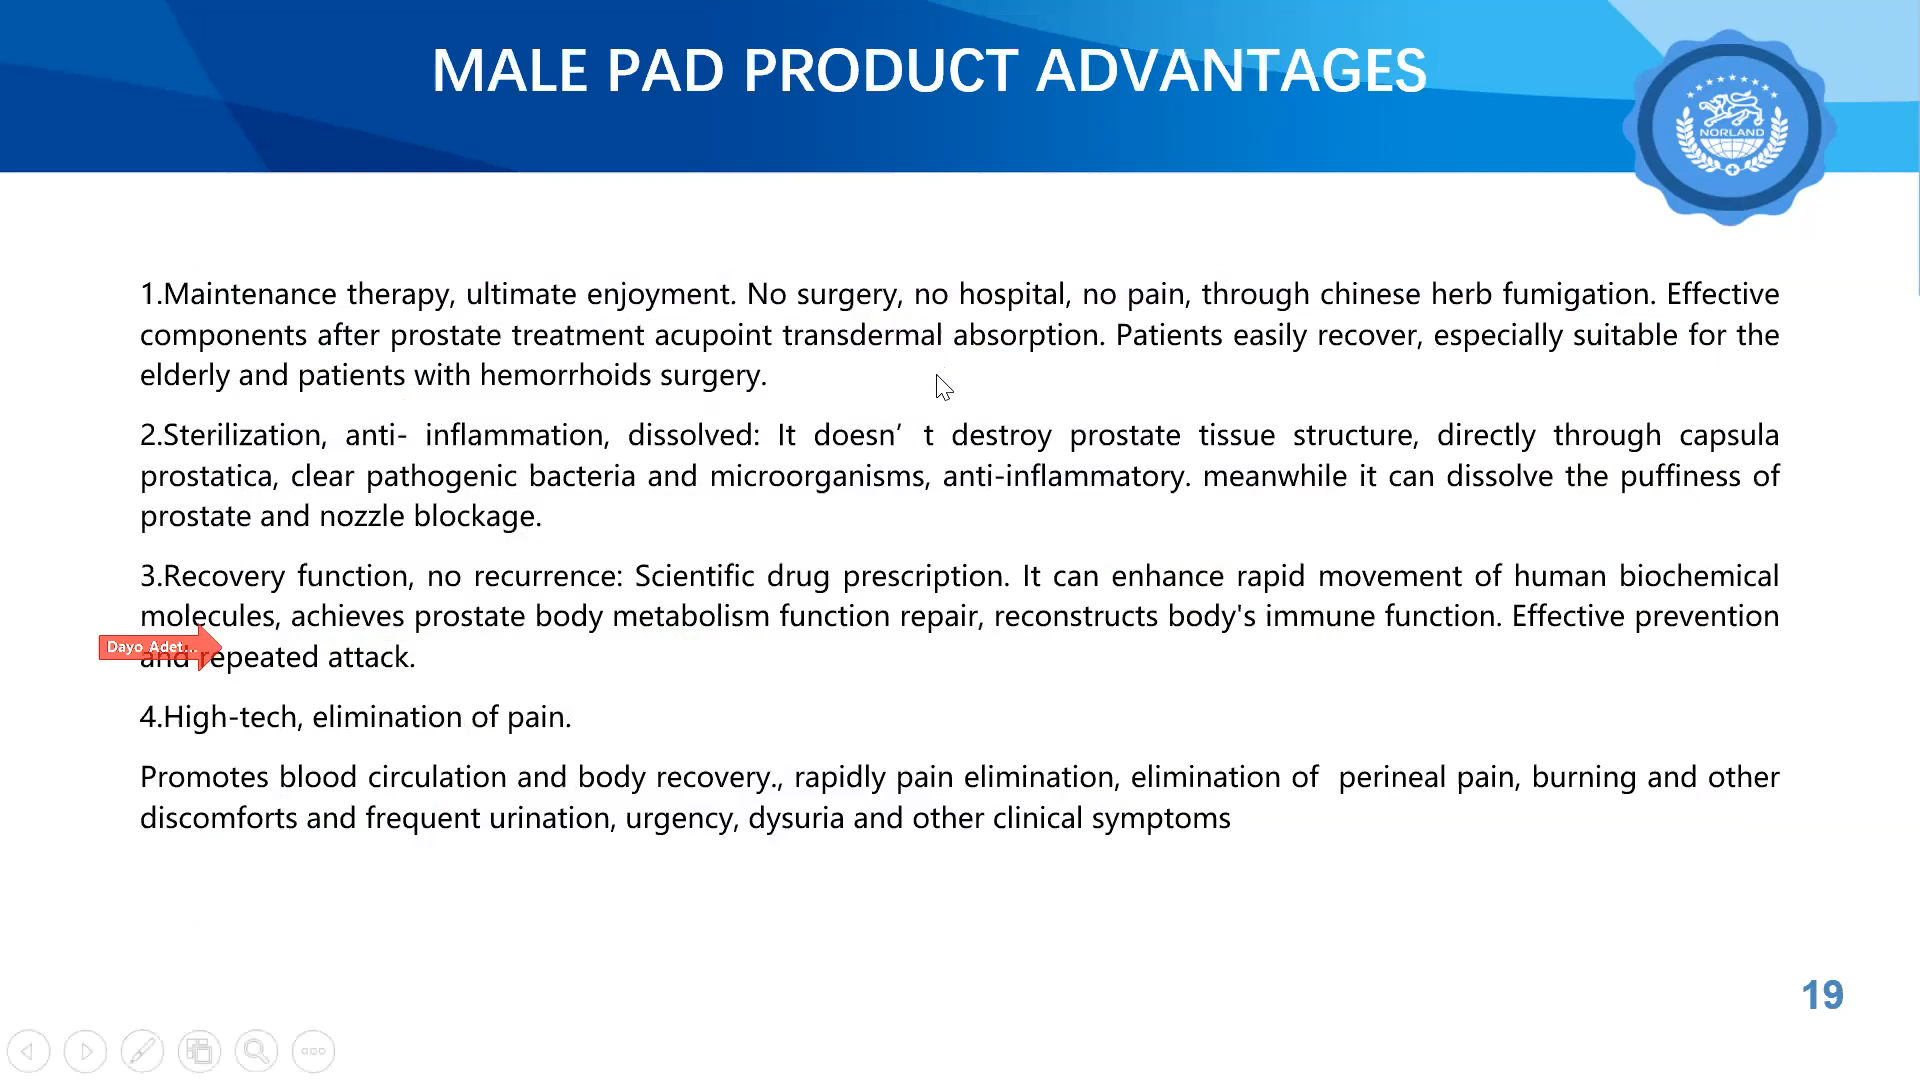 MALE PAD PRODUCT ADVANTAGES
NORLAND
1.Maintenance therapy, ultimate enjoyment. No surgery, no hospital, no pain, through chinese herb fumigation. Effective
components after prostate treatment acupoint transdermal absorption. Patients easily recover, especially suitable for the
elderly and patients with hemorrhoids surgery.
2.Sterilization, anti- inflammation, dissolved: It doesn’ t destroy prostate tissue structure, directly through capsula
prostatica, clear pathogenic bacteria and microorganisms, anti-inflammatory. meanwhile it can dissolve the puffiness of
prostate and nozzle blockage.
3.Recovery function, no recurrence: Scientific drug prescription. It can enhance rapid movement of human biochemical
molecules, achieves prostate body metabolism function repair, reconstructs body's immune function. Effective prevention
Dayo Adet...
and repeated attack.
4.High-tech, elimination of pain.
Promotes blood circulation and body recovery., rapidly pain elimination, elimination of perineal pain, burning and other
discomforts and frequent urination, urgency, dysuria and other clinical symptoms
19